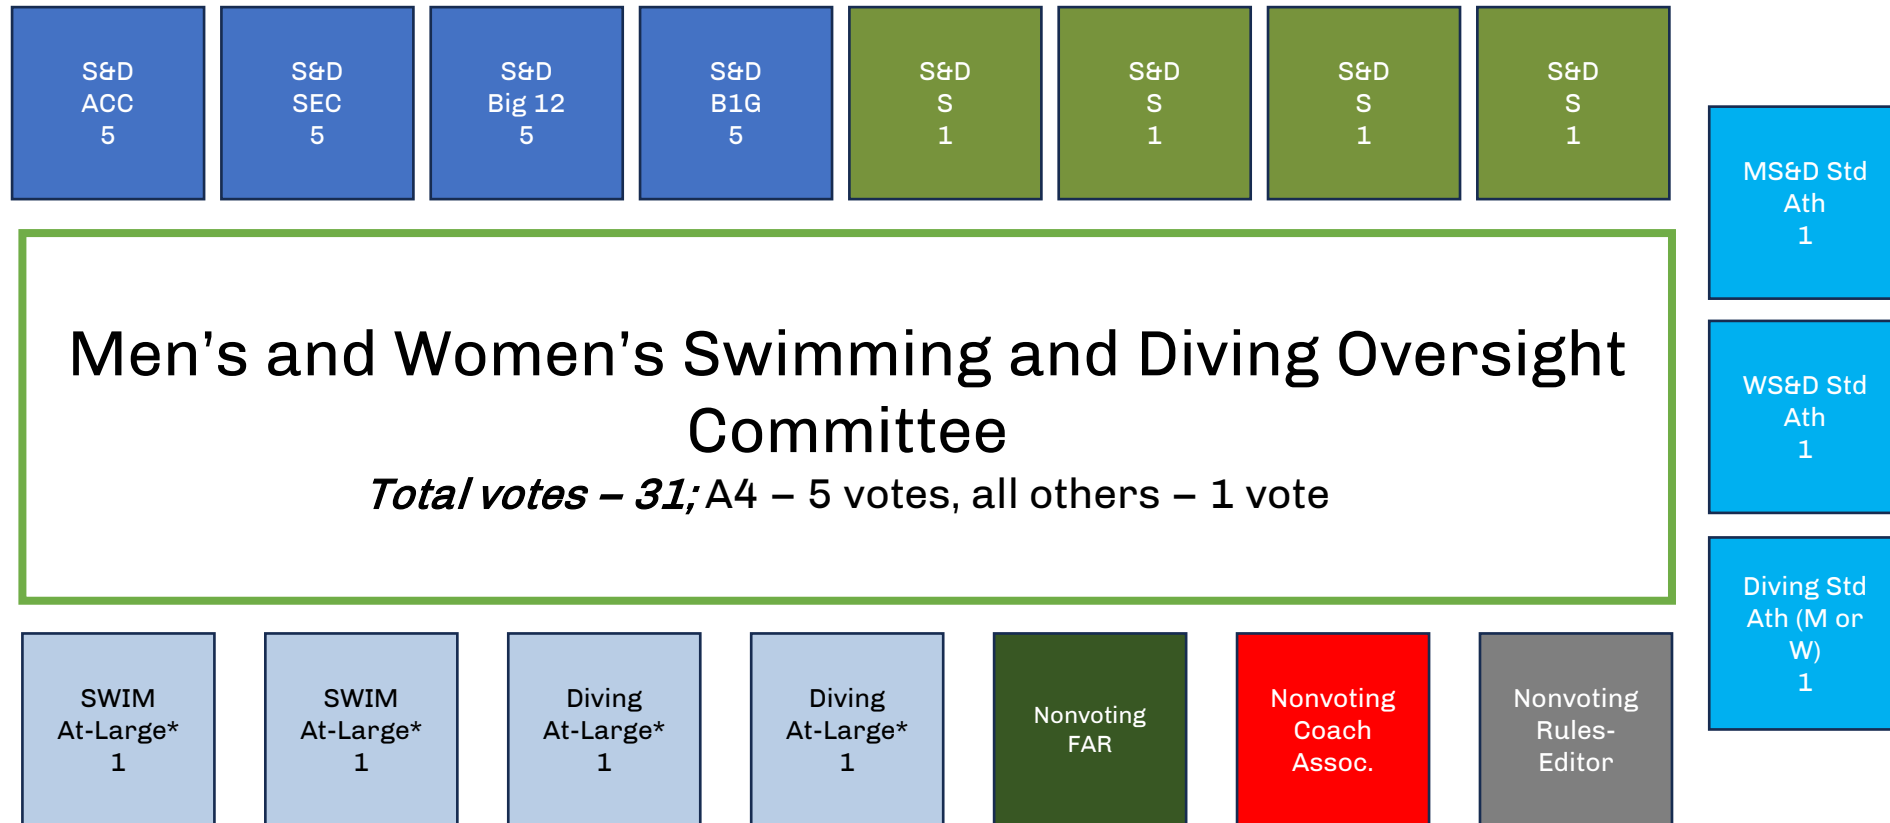 S&D
ACC
5
S&D
SEC
5
S&D
Big 12
5
S&D
B1G
5
S&D
S
1
S&D
S
1
S&D
S
1
S&D
S
1
MS&D Std
Ath
1
WS&D Std
Ath
1
Diving Std
Ath (M or
W)
1
Men’s and Women’s Swimming and Diving Oversight
Committee
Total votes – 31; A4 – 5 votes, all others – 1 vote
SWIM
At-Large*
1
SWIM
At-Large*
1
Diving
At-Large*
1
Diving
At-Large*
1
Nonvoting
FAR
Nonvoting
Coach
Assoc.
Nonvoting
Rules-
Editor